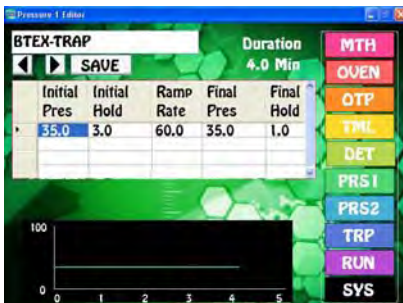 Pressure 1 Editor
BTEX-TRAP
Duration
4.0 Min
SAVE
Initial Pres Initial Hold Ramp Rate Final Pres Final Hold
35.0 3.0 60.0 35.0 1.0
MTH
OVEN
OTP
TML
DET
PRS1
PRS2
TRP
RUN
SYS
100
0
0 1 2 3 4 5